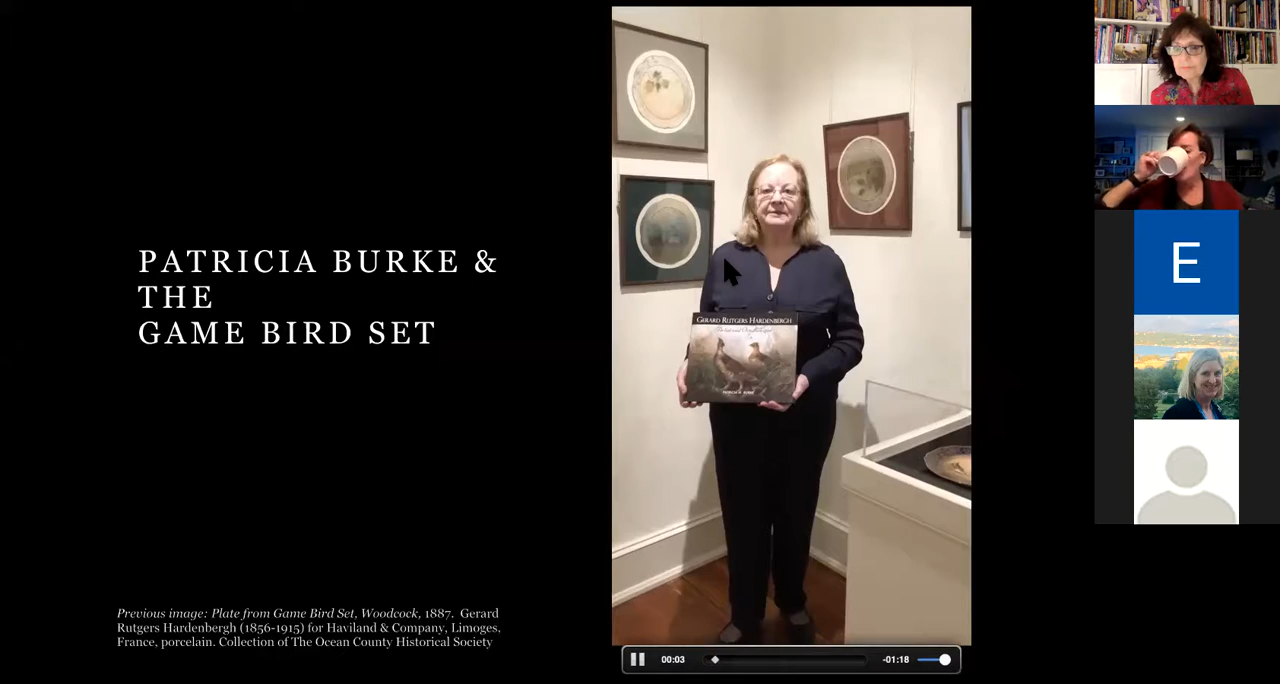 PATRICIA BURKE &
THE
GAME BIRD SET
Previous image: Plate from Game Bird Set, Woodcock, 1887. Gerard
Rutgers Hardenbergh (1856-1915) for Haviland & Company, Limoges,
France, porcelain. Collection of The Ocean County Historical Society
GERARD RUTGERS HARDENBERGH
00:03
-01:18
E